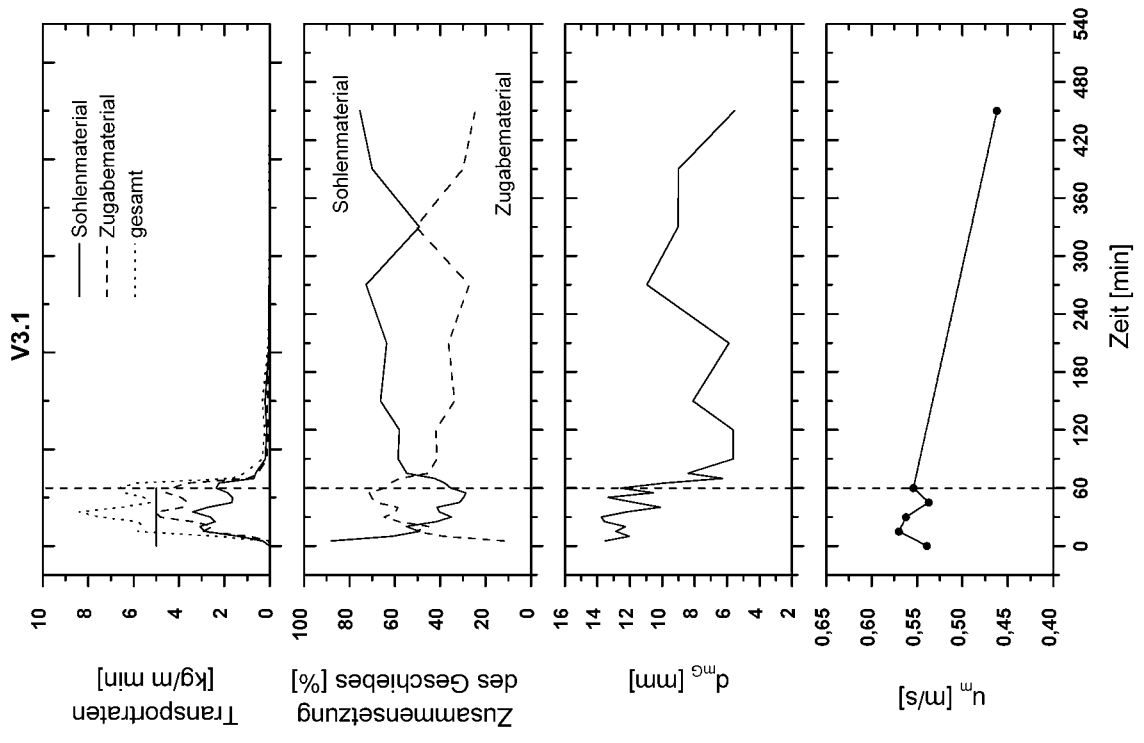 V3.1
Transportraten
[kg/m min]
10
8
6
4
2
0
Sohlenmaterial
Zugabematerial
gesamt
Zusammensetzung
des Geschiebes [%]
100
80
60
40
20
0
Sohlenmaterial
Zugabematerial
d_mG [mm]
16
14
12
10
8
6
4
2
u_m [m/s]
0,65
0,55
0,50
0,45
0,40
0
60
120
180
240
300
360
420
480
540
Zeit [min]